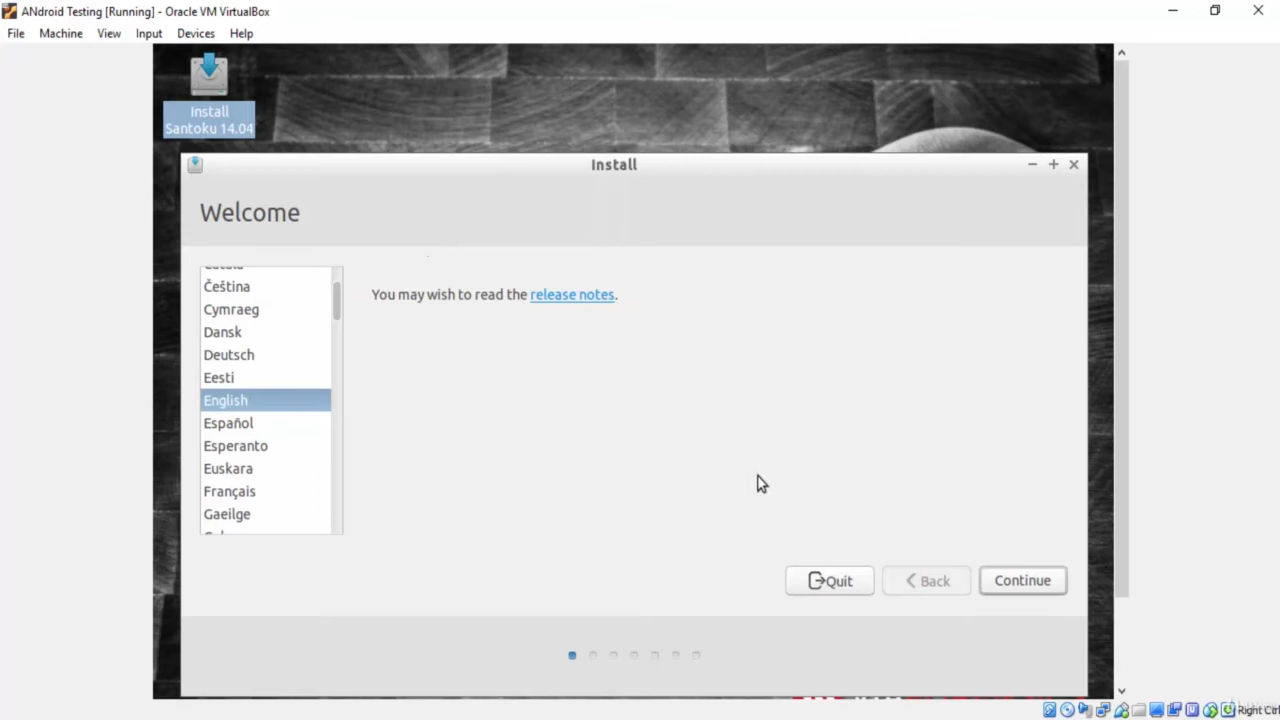 ANdroid Testing [Running] - Oracle VM VirtualBox
File Machine View Input Devices Help
Install
Santoku 14.04
Install
Welcome
Čeština
Cymraeg
Dansk
Deutsch
Eesti
English
Español
Esperanto
Euskara
Français
Gaeilge
You may wish to read the release notes.
Quit Back Continue
Right Ctrl